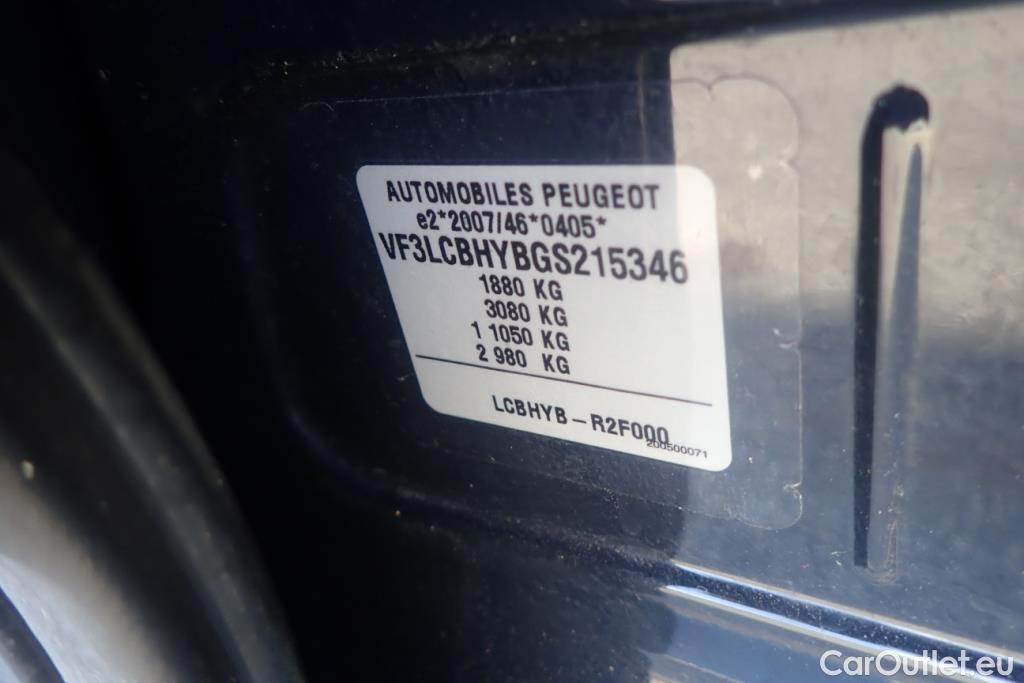 AUTOMOBILES PEUGEOT
e2*2007/46*0405*
VF3LCBHYBGS215346
1880 KG
3080 KG
1 1050 KG
2 980 KG
LCBHYB-R2F000
200500071
CarOutlet.eu